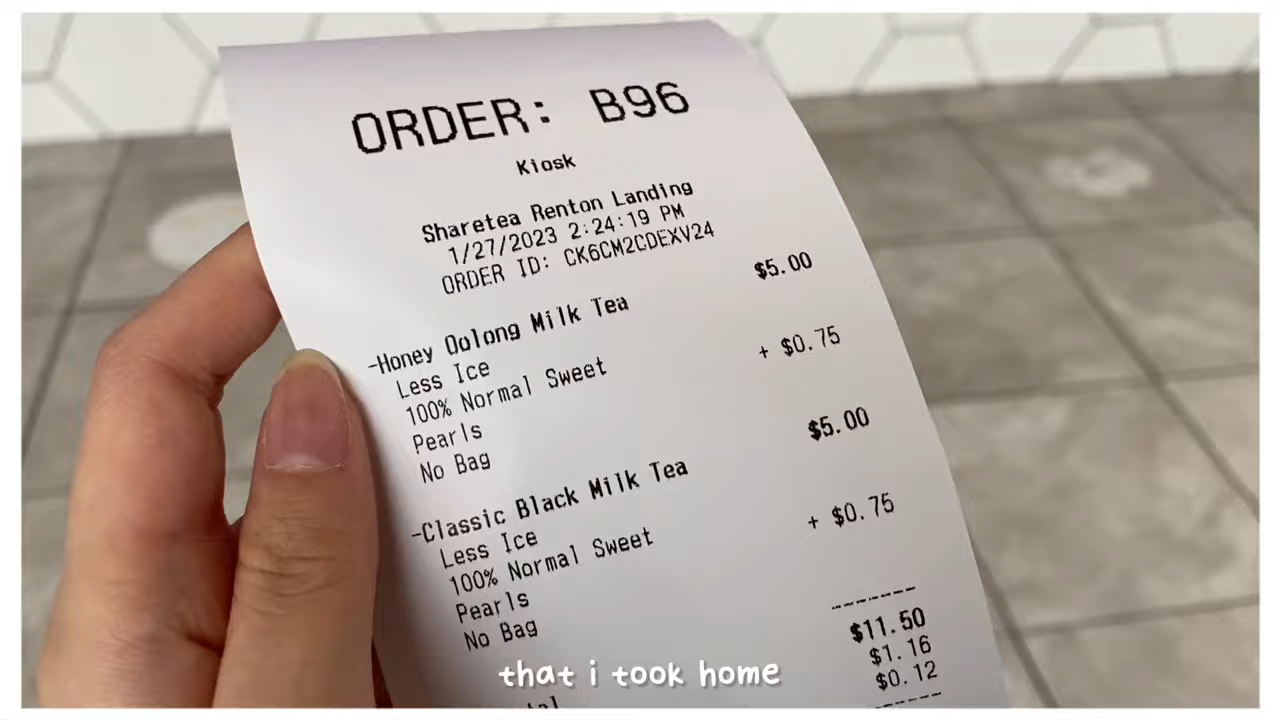 ORDER: B96
Kiosk
Sharetea Renton Landing
1/27/2023 2:24:19 PM
ORDER ID: CK6CM2CDEXV24
-Honey Oolong Milk Tea $5.00
Less Ice
100% Normal Sweet
Pearls + $0.75
No Bag
-Classic Black Milk Tea $5.00
Less Ice
100% Normal Sweet
Pearls + $0.75
No Bag
-------
$11.50
$1.16
$0.12
-------
that i took home